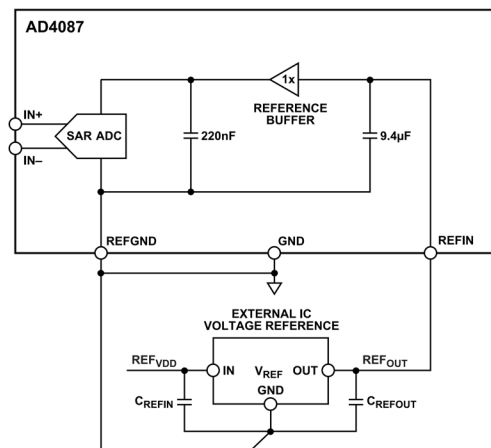 AD4087
1x
REFERENCE
BUFFER
IN+
SAR ADC
IN–
220nF
9.4µF
REFGND
GND
REFIN
EXTERNAL IC
VOLTAGE REFERENCE
REFVDD
IN
VREF
OUT
REFOUT
GND
CREFIN
CREFOUT